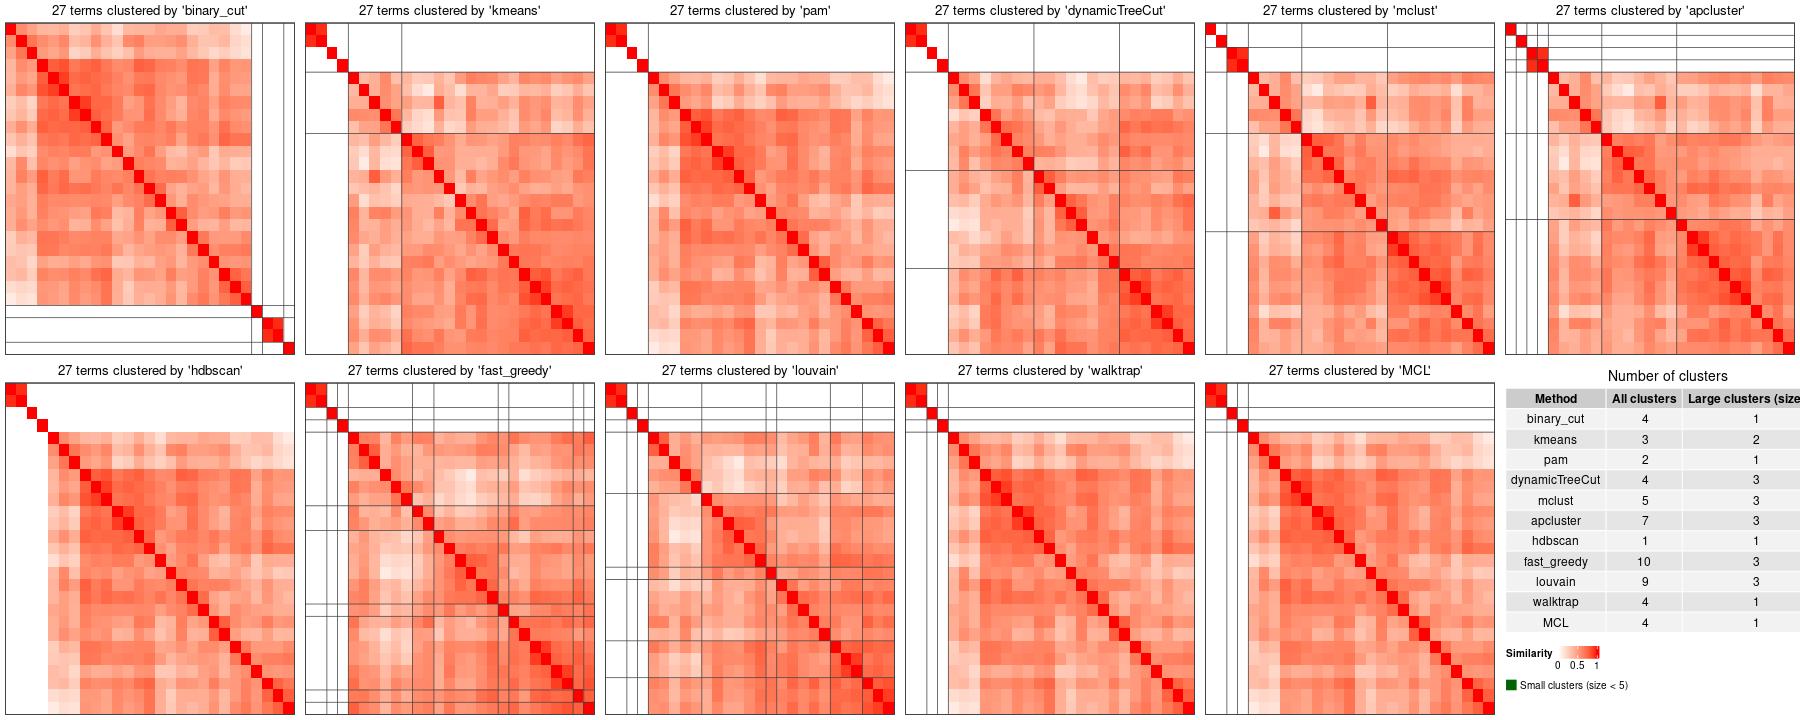 27 terms clustered by 'binary_cut'
27 terms clustered by 'kmeans'
27 terms clustered by 'pam'
27 terms clustered by 'dynamicTreeCut'
27 terms clustered by 'mclust'
27 terms clustered by 'apcluster'
27 terms clustered by 'hdbscan'
27 terms clustered by 'fast_greedy'
27 terms clustered by 'louvain'
27 terms clustered by 'walktrap'
27 terms clustered by 'MCL'
Number of clusters
Method All clusters Large clusters (size
binary_cut 4 1
kmeans 3 2
pam 2 1
dynamicTreeCut 4 3
mclust 5 3
apcluster 7 3
hdbscan 1 1
fast_greedy 10 3
louvain 9 3
walktrap 4 1
MCL 4 1
Similarity
0 0.5 1
Small clusters (size < 5)